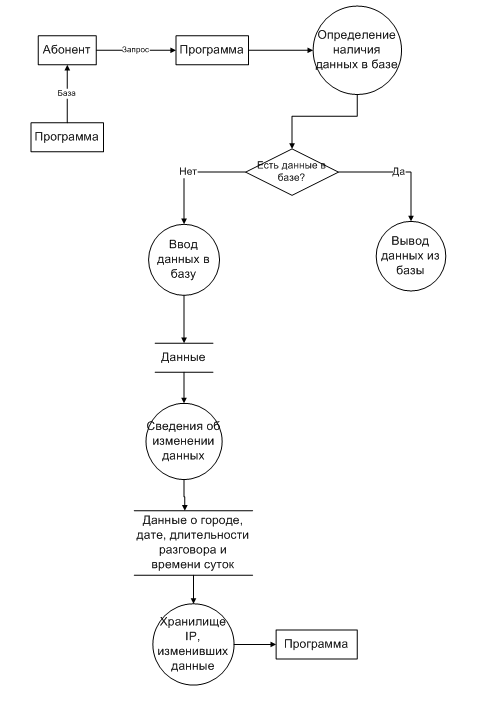 Абонент
Запрос
Программа
Определение
наличия
данных в базе
База
Программа
Есть данные в
базе?
Нет
Да
Ввод
данных в
базу
Вывод
данных из
базы
Данные
Сведения об
изменении
данных
Данные о городе,
дате, длительности
разговора и
времени суток
Хранилище
IP,
изменивших
данные
Программа